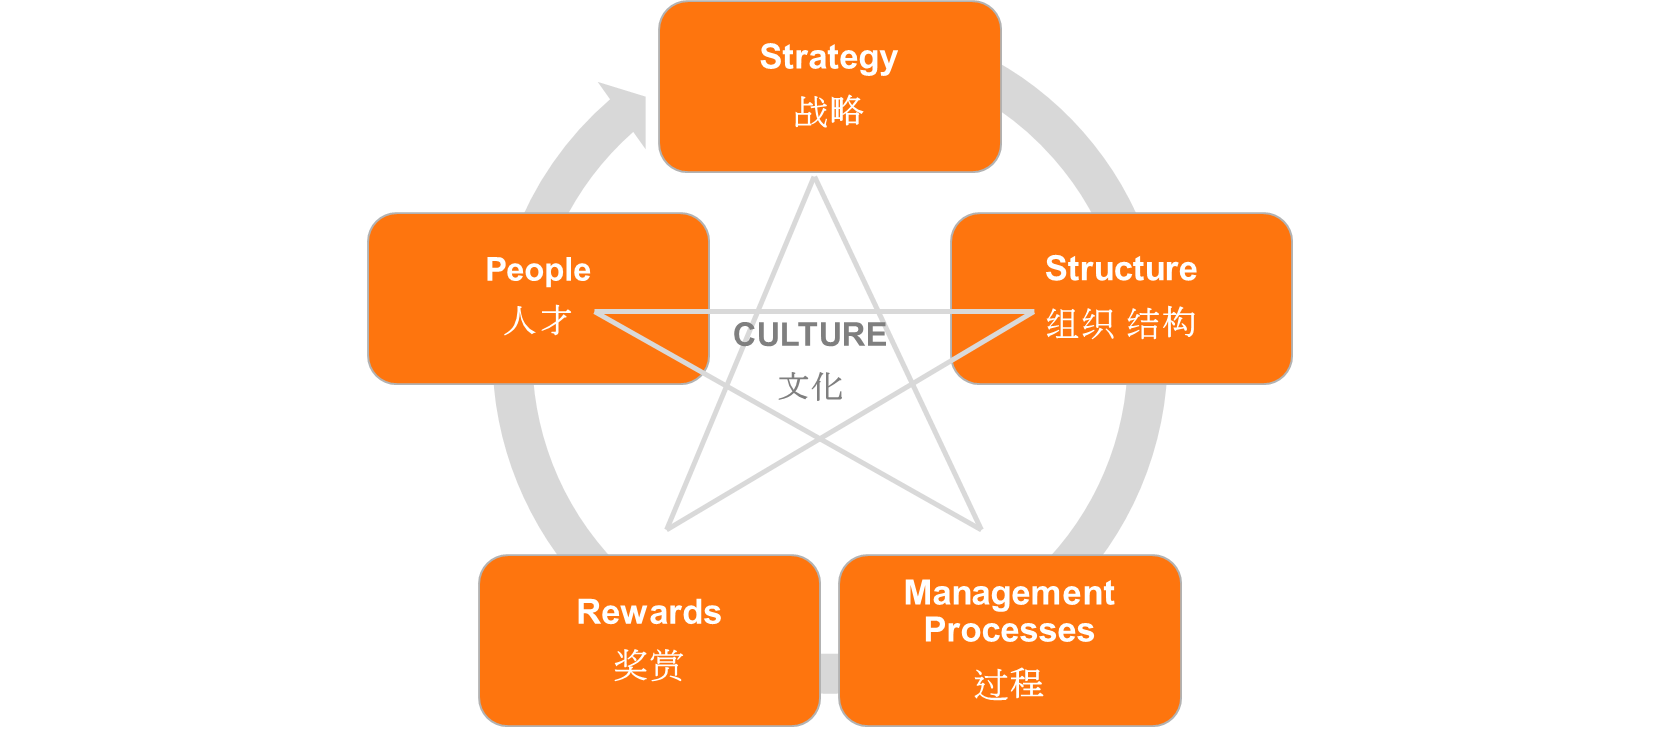 Strategy
战略
People
人才
Structure
组织 结构
CULTURE
文化
Rewards
奖赏
Management
Processes
过程